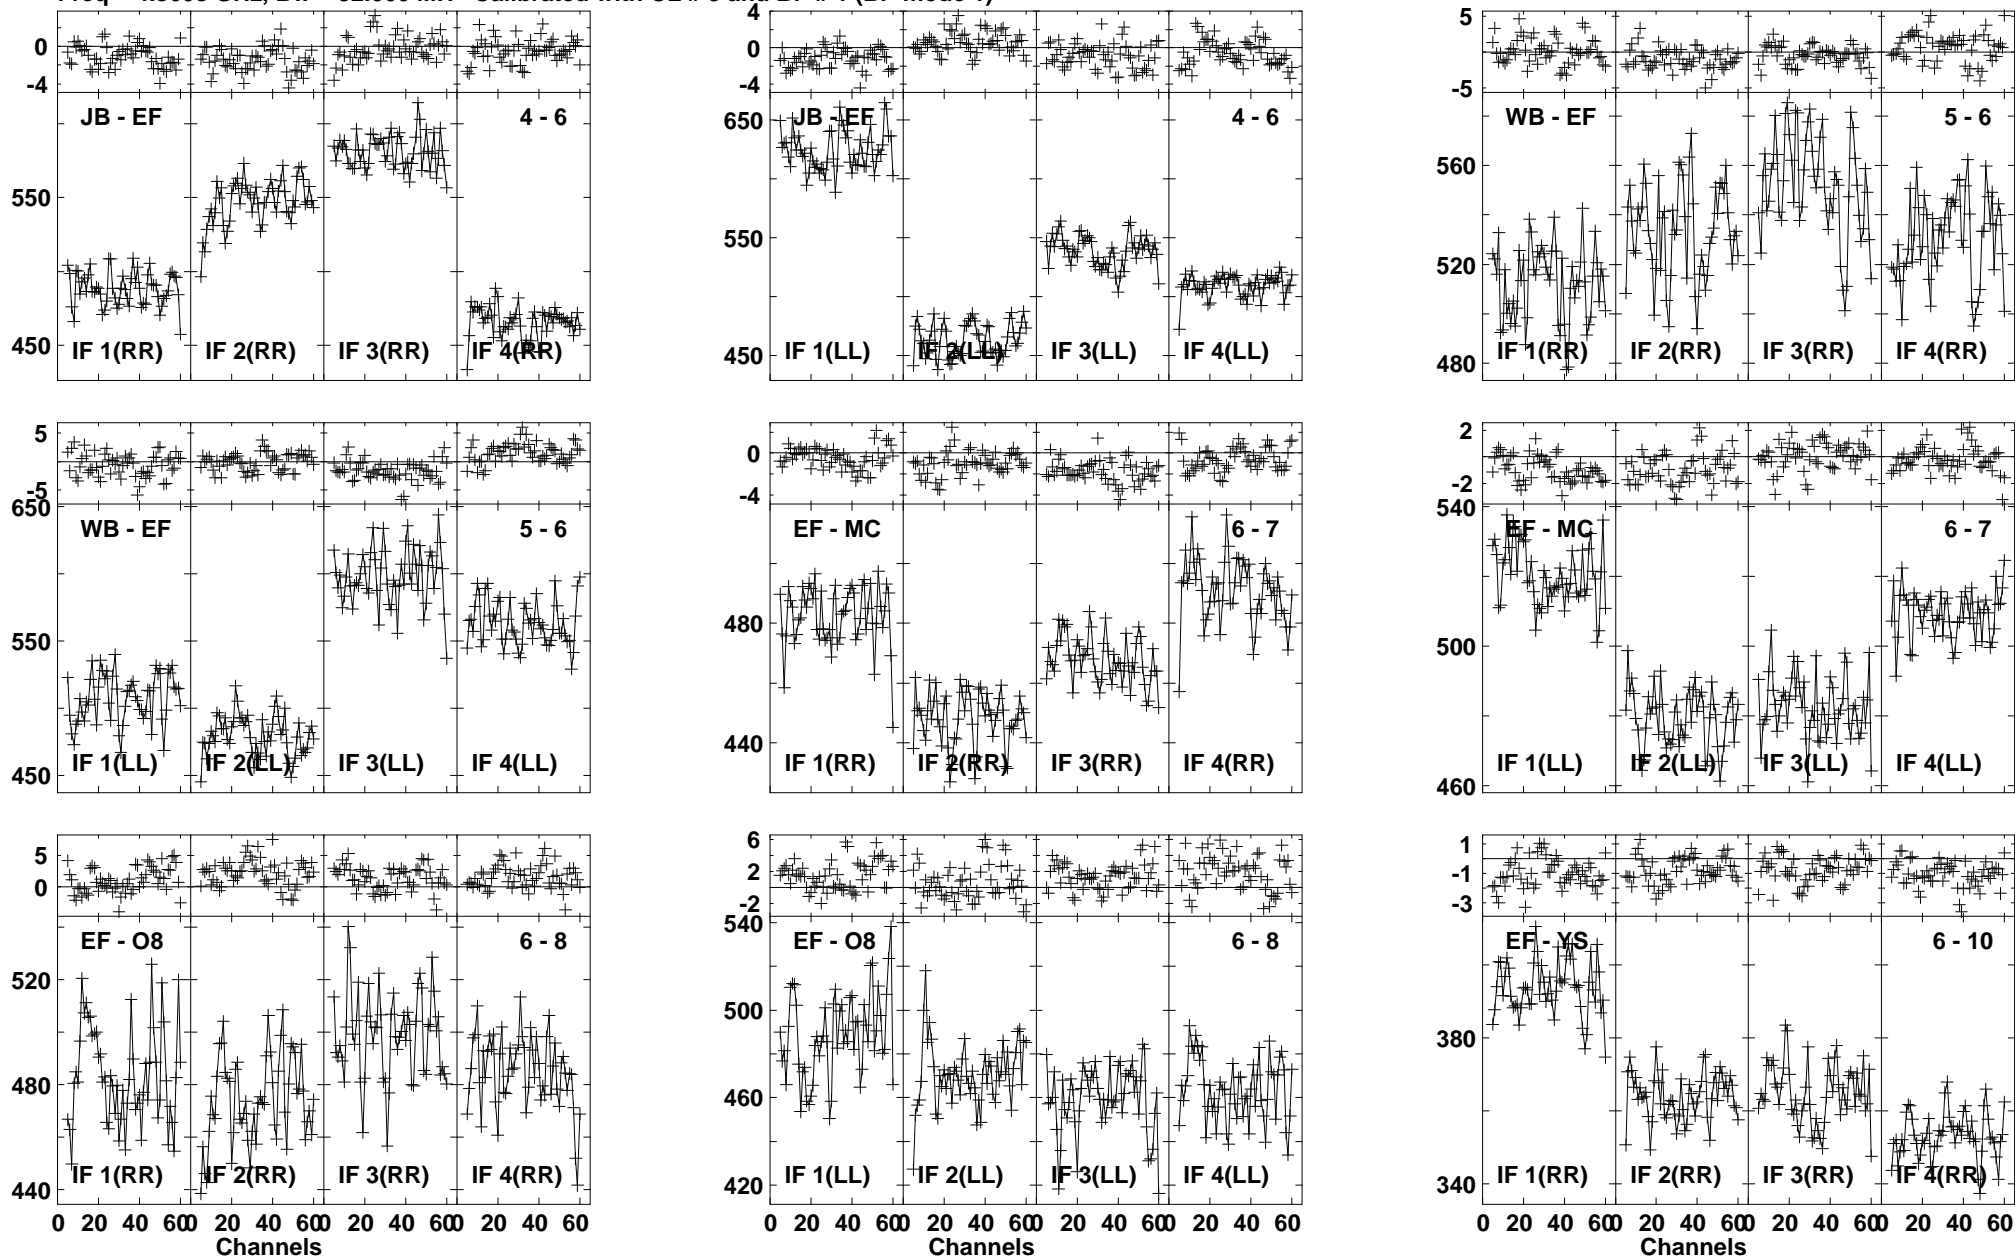 JB - EF 4 - 6
0
-4
550
450
IF 1(RR) IF 2(RR) IF 3(RR) IF 4(RR)
JB - EF 4 - 6
4
0
-4
650
550
450
IF 1(LL) IF 2(LL) IF 3(LL) IF 4(LL)
WB - EF 5 - 6
5
-5
560
520
480
IF 1(RR) IF 2(RR) IF 3(RR) IF 4(RR)
WB - EF 5 - 6
5
-5
650
550
450
IF 1(LL) IF 2(LL) IF 3(LL) IF 4(LL)
EF - MC 6 - 7
0
-4
480
440
IF 1(RR) IF 2(RR) IF 3(RR) IF 4(RR)
EF - MC 6 - 7
2
-2
540
500
460
IF 1(LL) IF 2(LL) IF 3(LL) IF 4(LL)
EF - O8 6 - 8
5
0
520
480
440
IF 1(RR) IF 2(RR) IF 3(RR) IF 4(RR)
0 20 40 60 0 20 40 60 0 20 40 60 0 20 40 60
Channels
EF - O8 6 - 8
6
2
-2
540
500
460
420
IF 1(LL) IF 2(LL) IF 3(LL) IF 4(LL)
0 20 40 60 0 20 40 60 0 20 40 60 0 20 40 60
Channels
EF - YS 6 - 10
1
-1
-3
380
340
IF 1(RR) IF 2(RR) IF 3(RR) IF 4(RR)
0 20 40 60 0 20 40 60 0 20 40 60 0 20 40 60
Channels